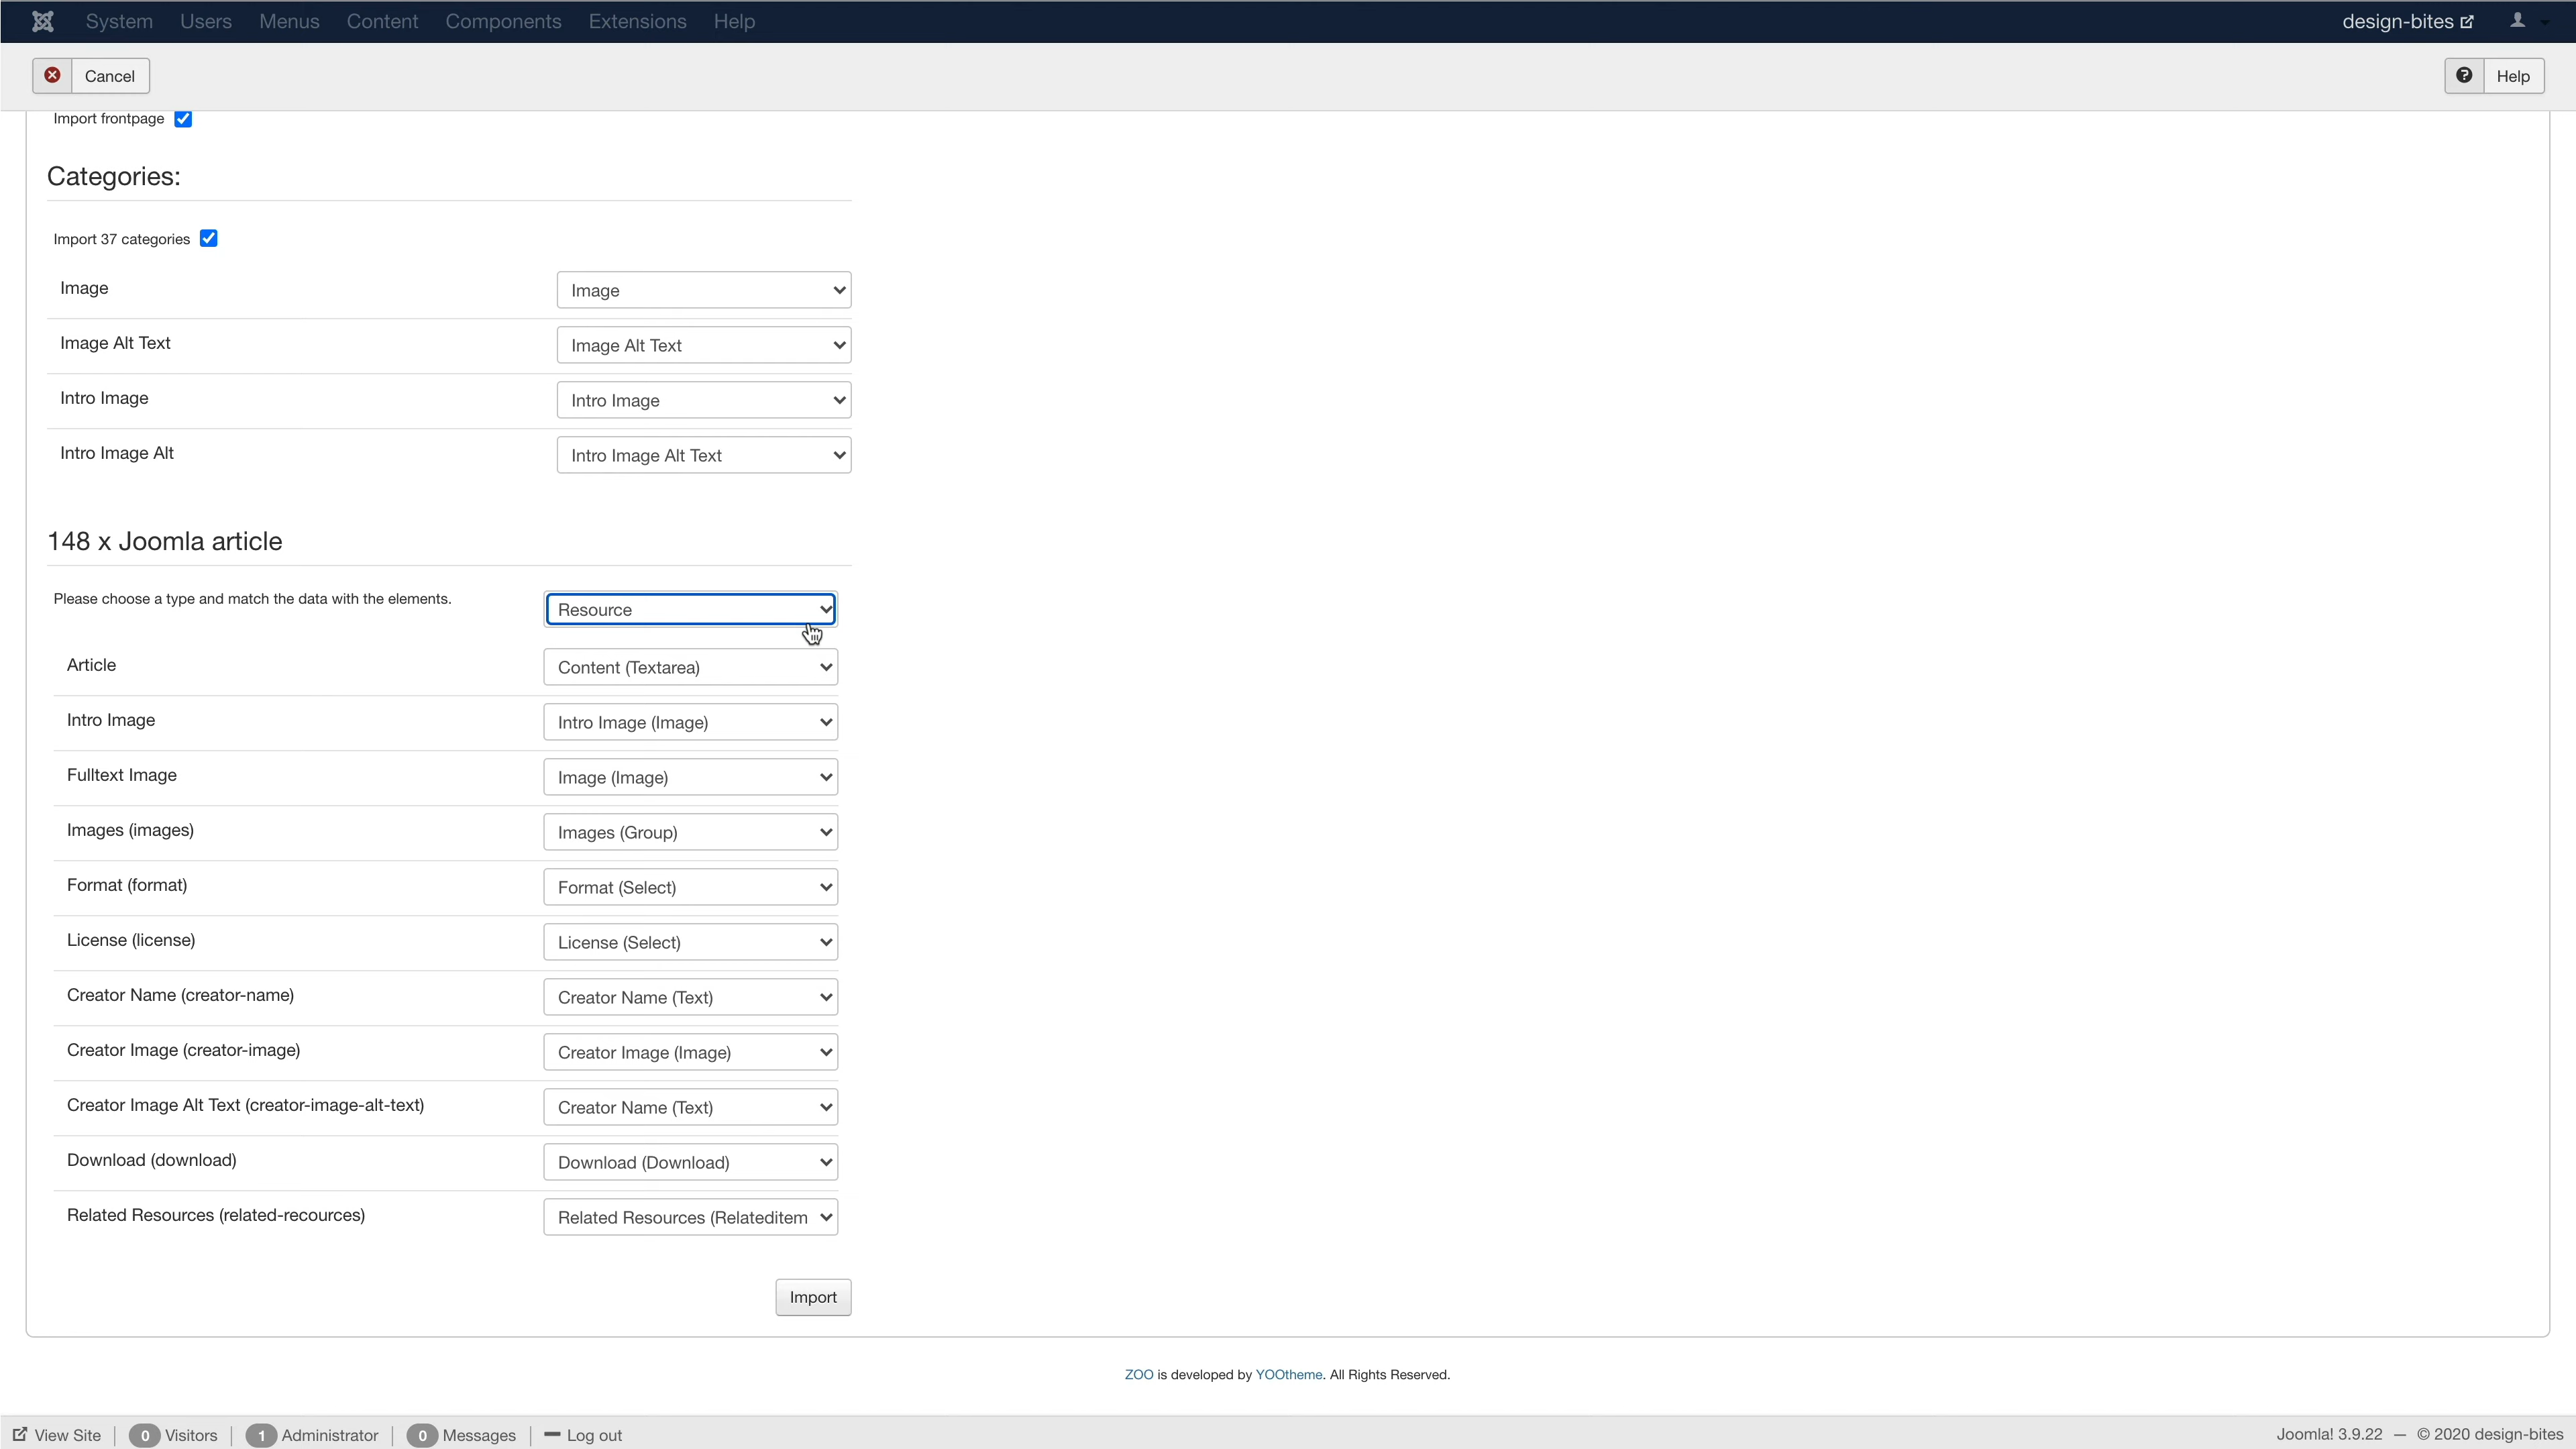 System Users Menus Content Components Extensions Help design-bites
Cancel Help
Import frontpage
Categories:
Import 37 categories
Image Image
Image Alt Text Image Alt Text
Intro Image Intro Image
Intro Image Alt Intro Image Alt Text
148 x Joomla article
Please choose a type and match the data with the elements. Resource
Article Content (Textarea)
Intro Image Intro Image (Image)
Fulltext Image Image (Image)
Images (images) Images (Group)
Format (format) Format (Select)
License (license) License (Select)
Creator Name (creator-name) Creator Name (Text)
Creator Image (creator-image) Creator Image (Image)
Creator Image Alt Text (creator-image-alt-text) Creator Name (Text)
Download (download) Download (Download)
Related Resources (related-recources) Related Resources (Relateditem
Import
ZOO is developed by YOOtheme. All Rights Reserved.
View Site 0 Visitors 1 Administrator 0 Messages Log out Joomla! 3.9.22 — © 2020 design-bites